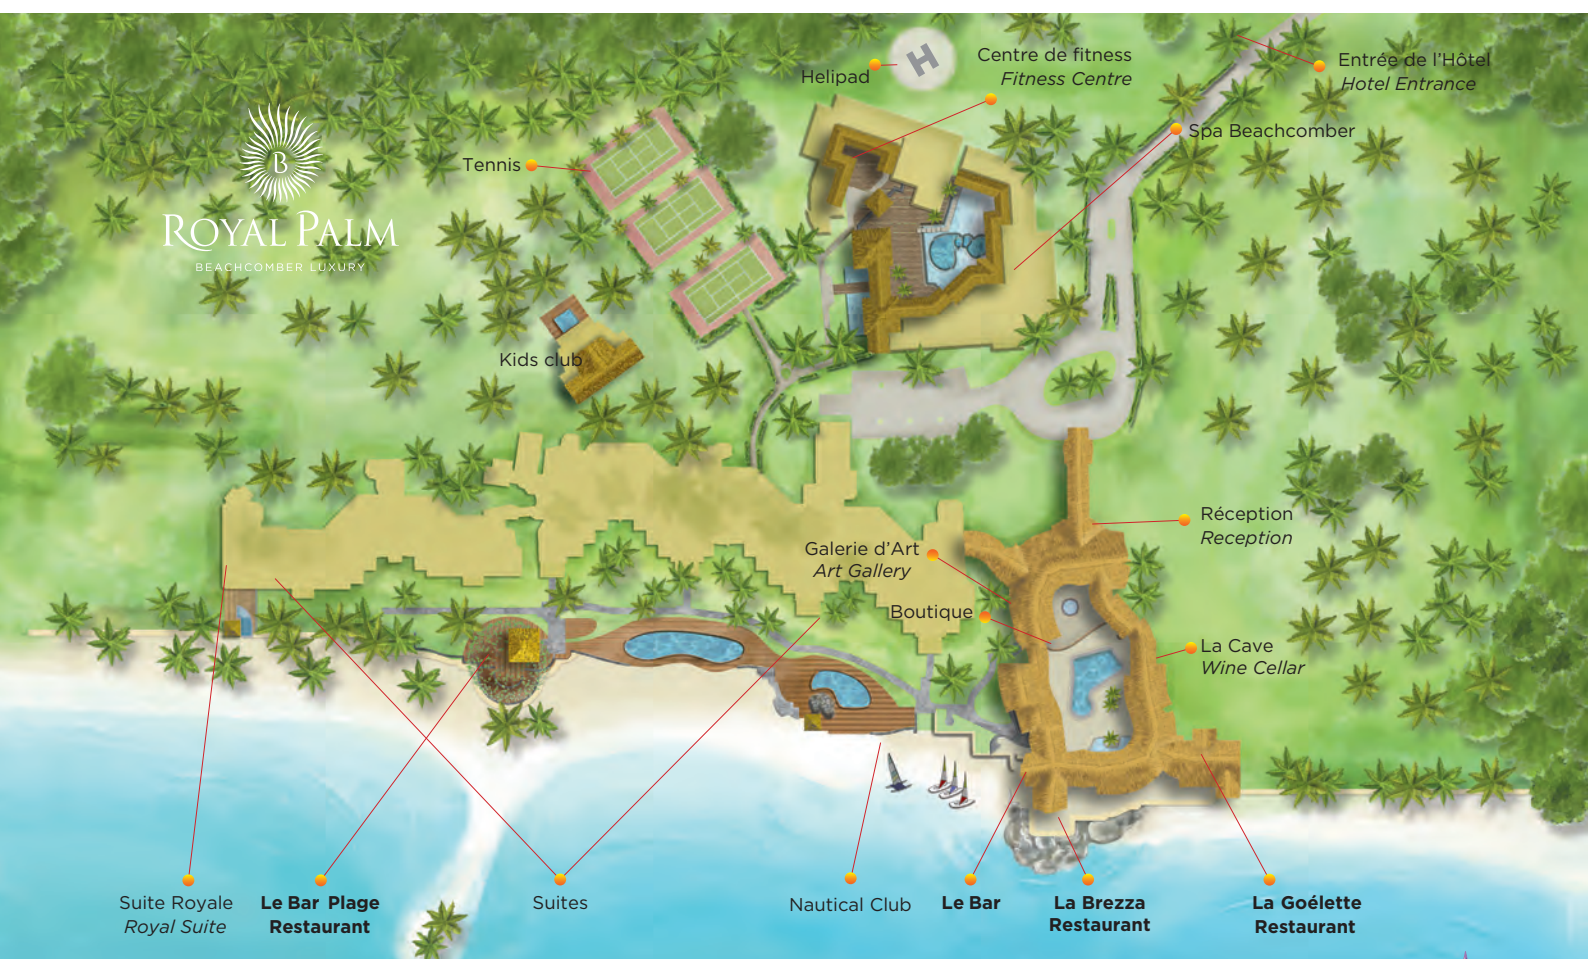 H
Helipad
Centre de fitness
Fitness Centre
Entrée de l'Hôtel
Hotel Entrance
Spa Beachcomber
Tennis
B
ROYAL PALM
BEACHCOMBER LUXURY
Kids club
Réception
Reception
Galerie d'Art
Art Gallery
Boutique
La Cave
Wine Cellar
Suite Royale
Royal Suite
Le Bar Plage
Restaurant
Suites
Nautical Club
Le Bar
La Brezza
Restaurant
La Goélette
Restaurant